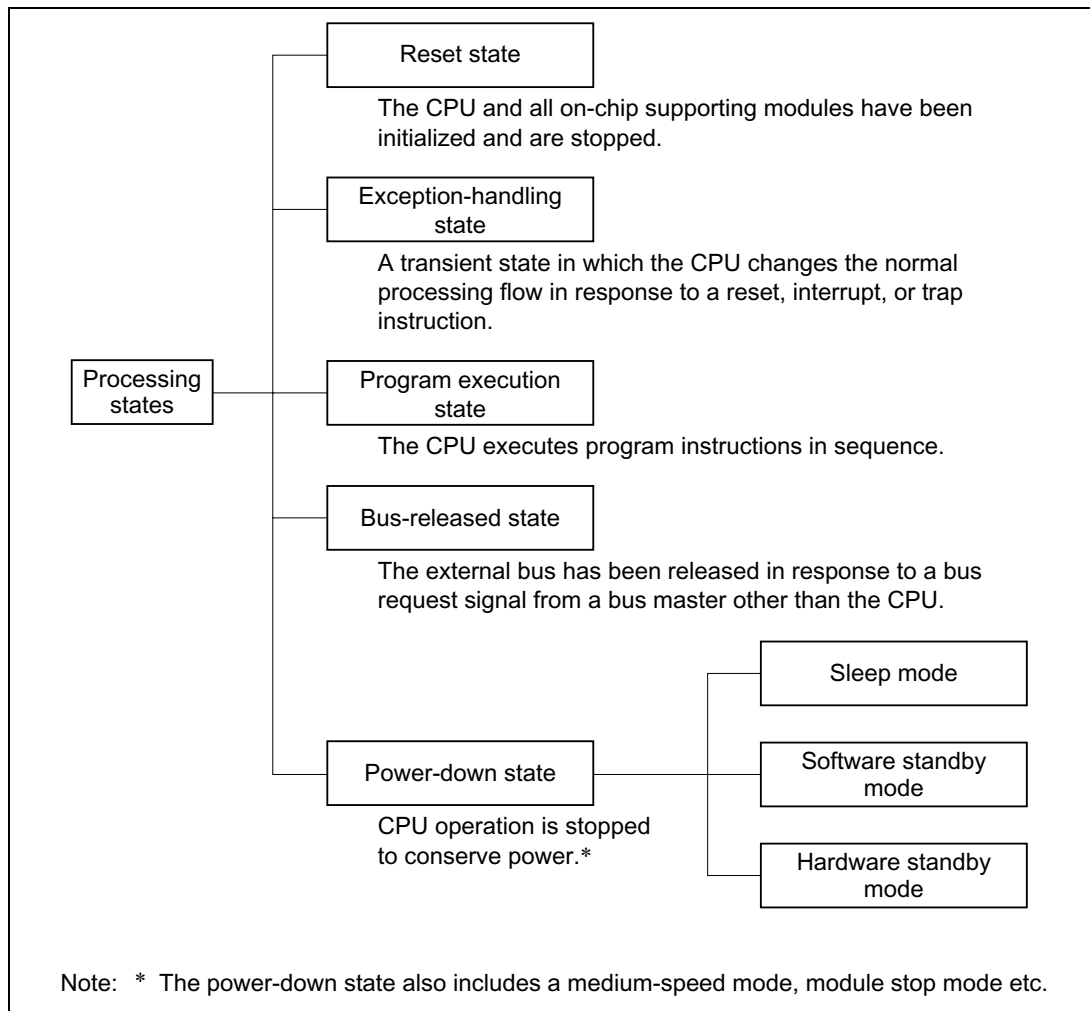 Reset state
The CPU and all on-chip supporting modules have been
initialized and are stopped.
Exception-handling
state
A transient state in which the CPU changes the normal
processing flow in response to a reset, interrupt, or trap
instruction.
Processing
states
Program execution
state
The CPU executes program instructions in sequence.
Bus-released state
The external bus has been released in response to a bus
request signal from a bus master other than the CPU.
Sleep mode
Power-down state
Software standby
mode
CPU operation is stopped
to conserve power.*
Hardware standby
mode
Note: * The power-down state also includes a medium-speed mode, module stop mode etc.